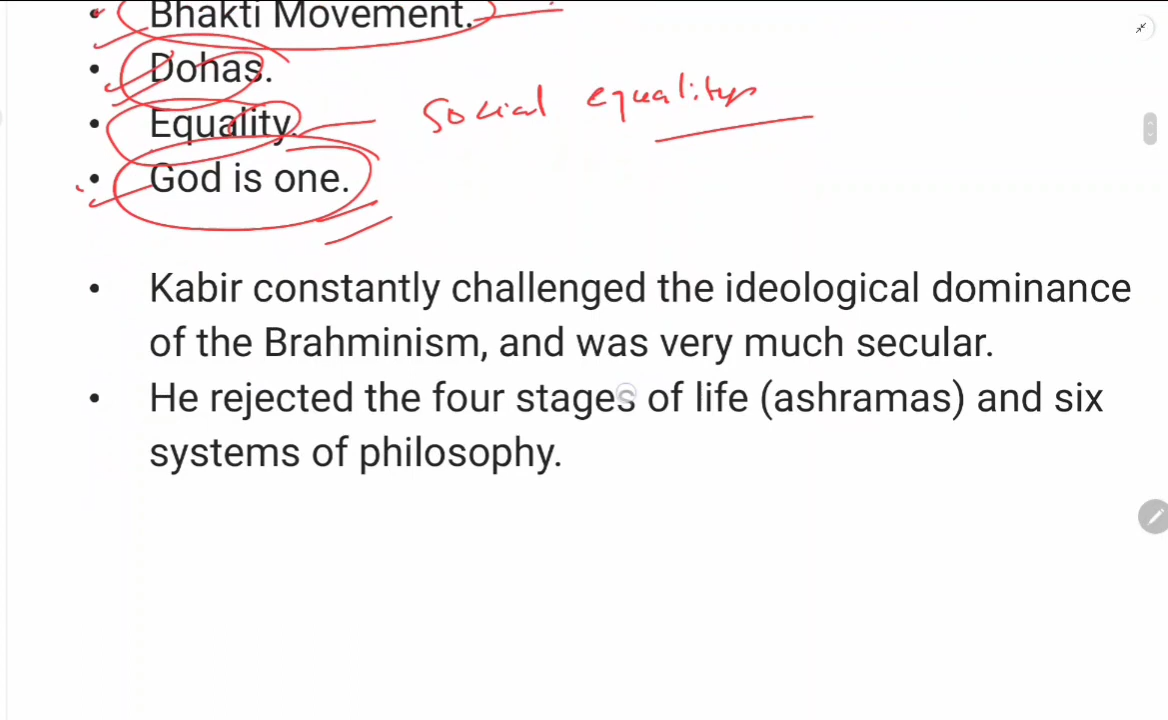 • Bhakti Movement.
• Dohas.
• Equality. social equality
• God is one.
• Kabir constantly challenged the ideological dominance
of the Brahminism, and was very much secular.
• He rejected the four stages of life (ashramas) and six
systems of philosophy.